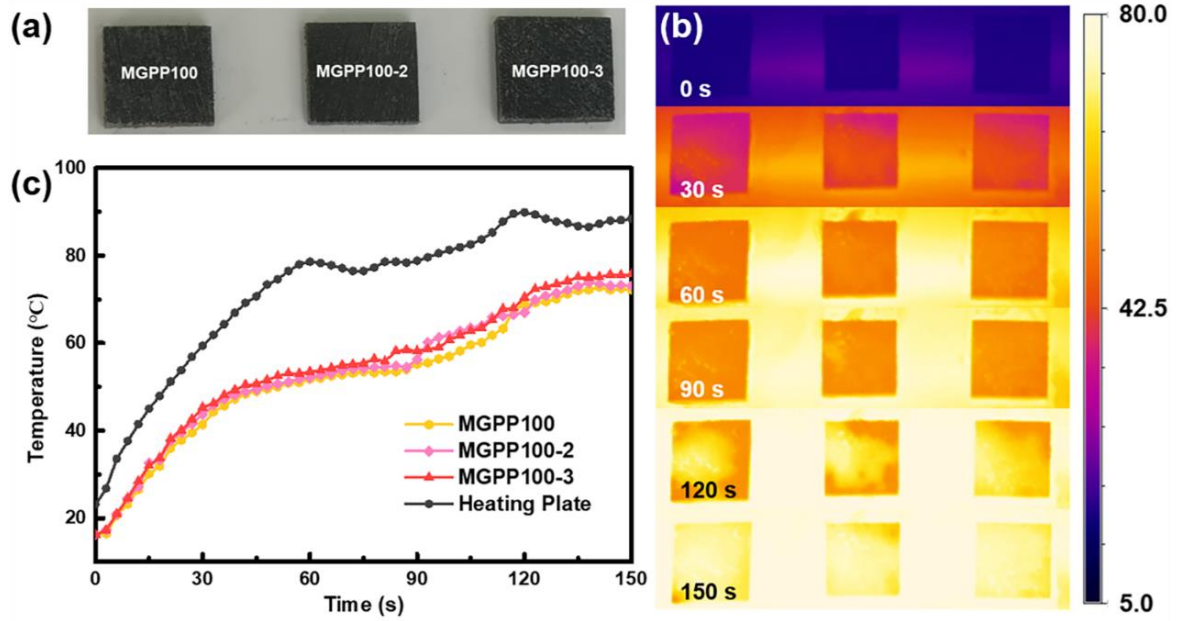 (a)
MGPP100
MGPP100-2
MGPP100-3
(b)
0 s
30 s
60 s
90 s
120 s
150 s
80.0
42.5
5.0
(c)
100
80
60
40
20
Temperature (℃)
0
30
60
90
120
150
Time (s)
MGPP100
MGPP100-2
MGPP100-3
Heating Plate